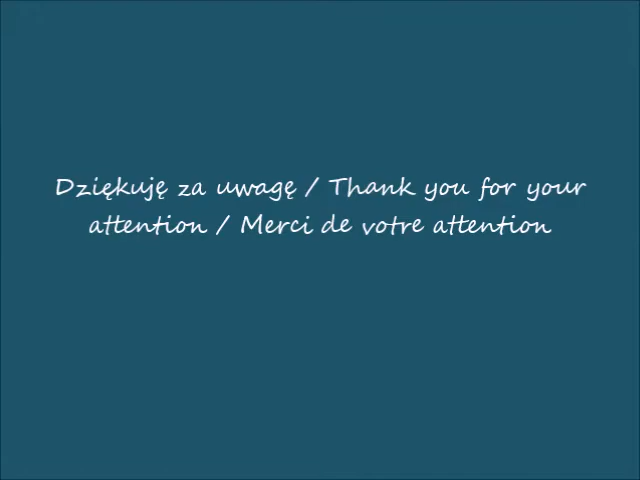 Dziękuję za uwagę / Thank you for your
attention / Merci de votre attention